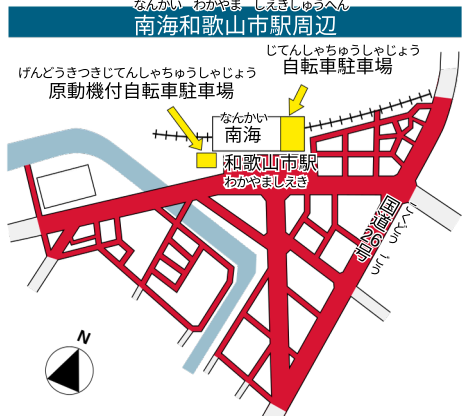 なんかい わかやま しえきしゅうへん
南海和歌山市駅周辺
じてんしゃちゅうしゃじょう
自転車駐車場
げんどうきつきじてんしゃちゅうしゃじょう
原動機付自転車駐車場
なんかい
南海
和歌山市駅
わかやましえき
こくどう ごう
国道26号
N